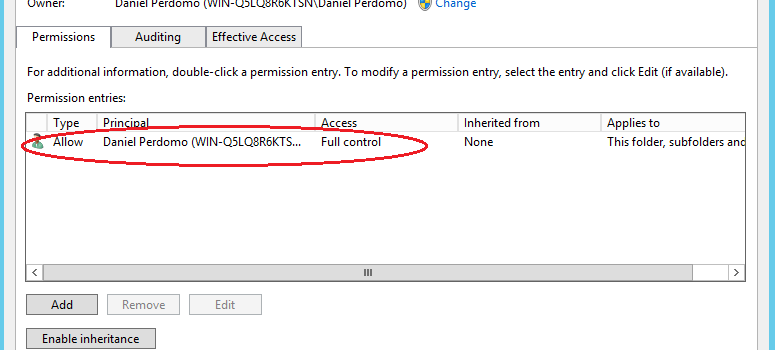 Owner: Daniel Perdomo (WIN-Q5LQ8R6KTSN\Daniel Perdomo) Change
Permissions Auditing Effective Access
For additional information, double-click a permission entry. To modify a permission entry, select the entry and click Edit (if available).
Permission entries:
Type Principal Access Inherited from Applies to
Allow Daniel Perdomo (WIN-Q5LQ8R6KTS... Full control None This folder, subfolders and
Add Remove Edit
Enable inheritance